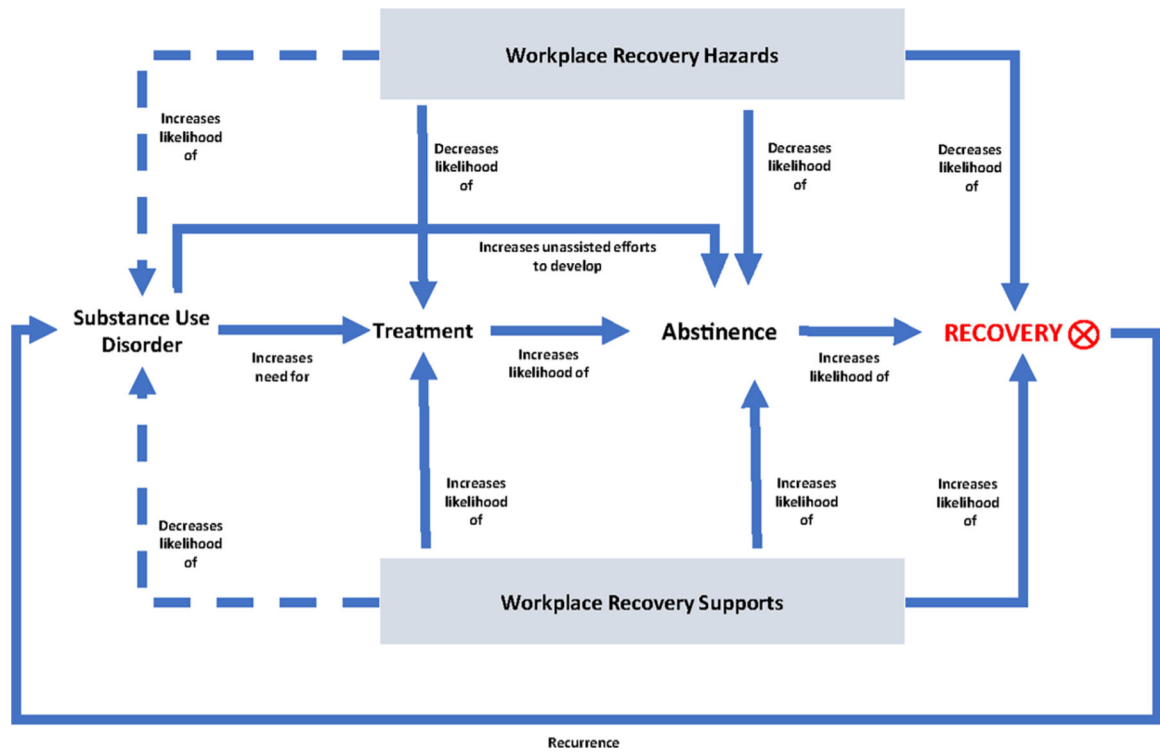 Workplace Recovery Hazards
Increases
likelihood
of
Decreases
likelihood
of
Decreases
likelihood
of
Decreases
likelihood
of
Increases unassisted efforts
to develop
Substance Use
Disorder
Treatment
Abstinence
RECOVERY
Increases
need for
Increases
likelihood of
Increases
likelihood of
Decreases
likelihood
of
Increases
likelihood
of
Increases
likelihood
of
Increases
likelihood
of
Workplace Recovery Supports
Recurrence